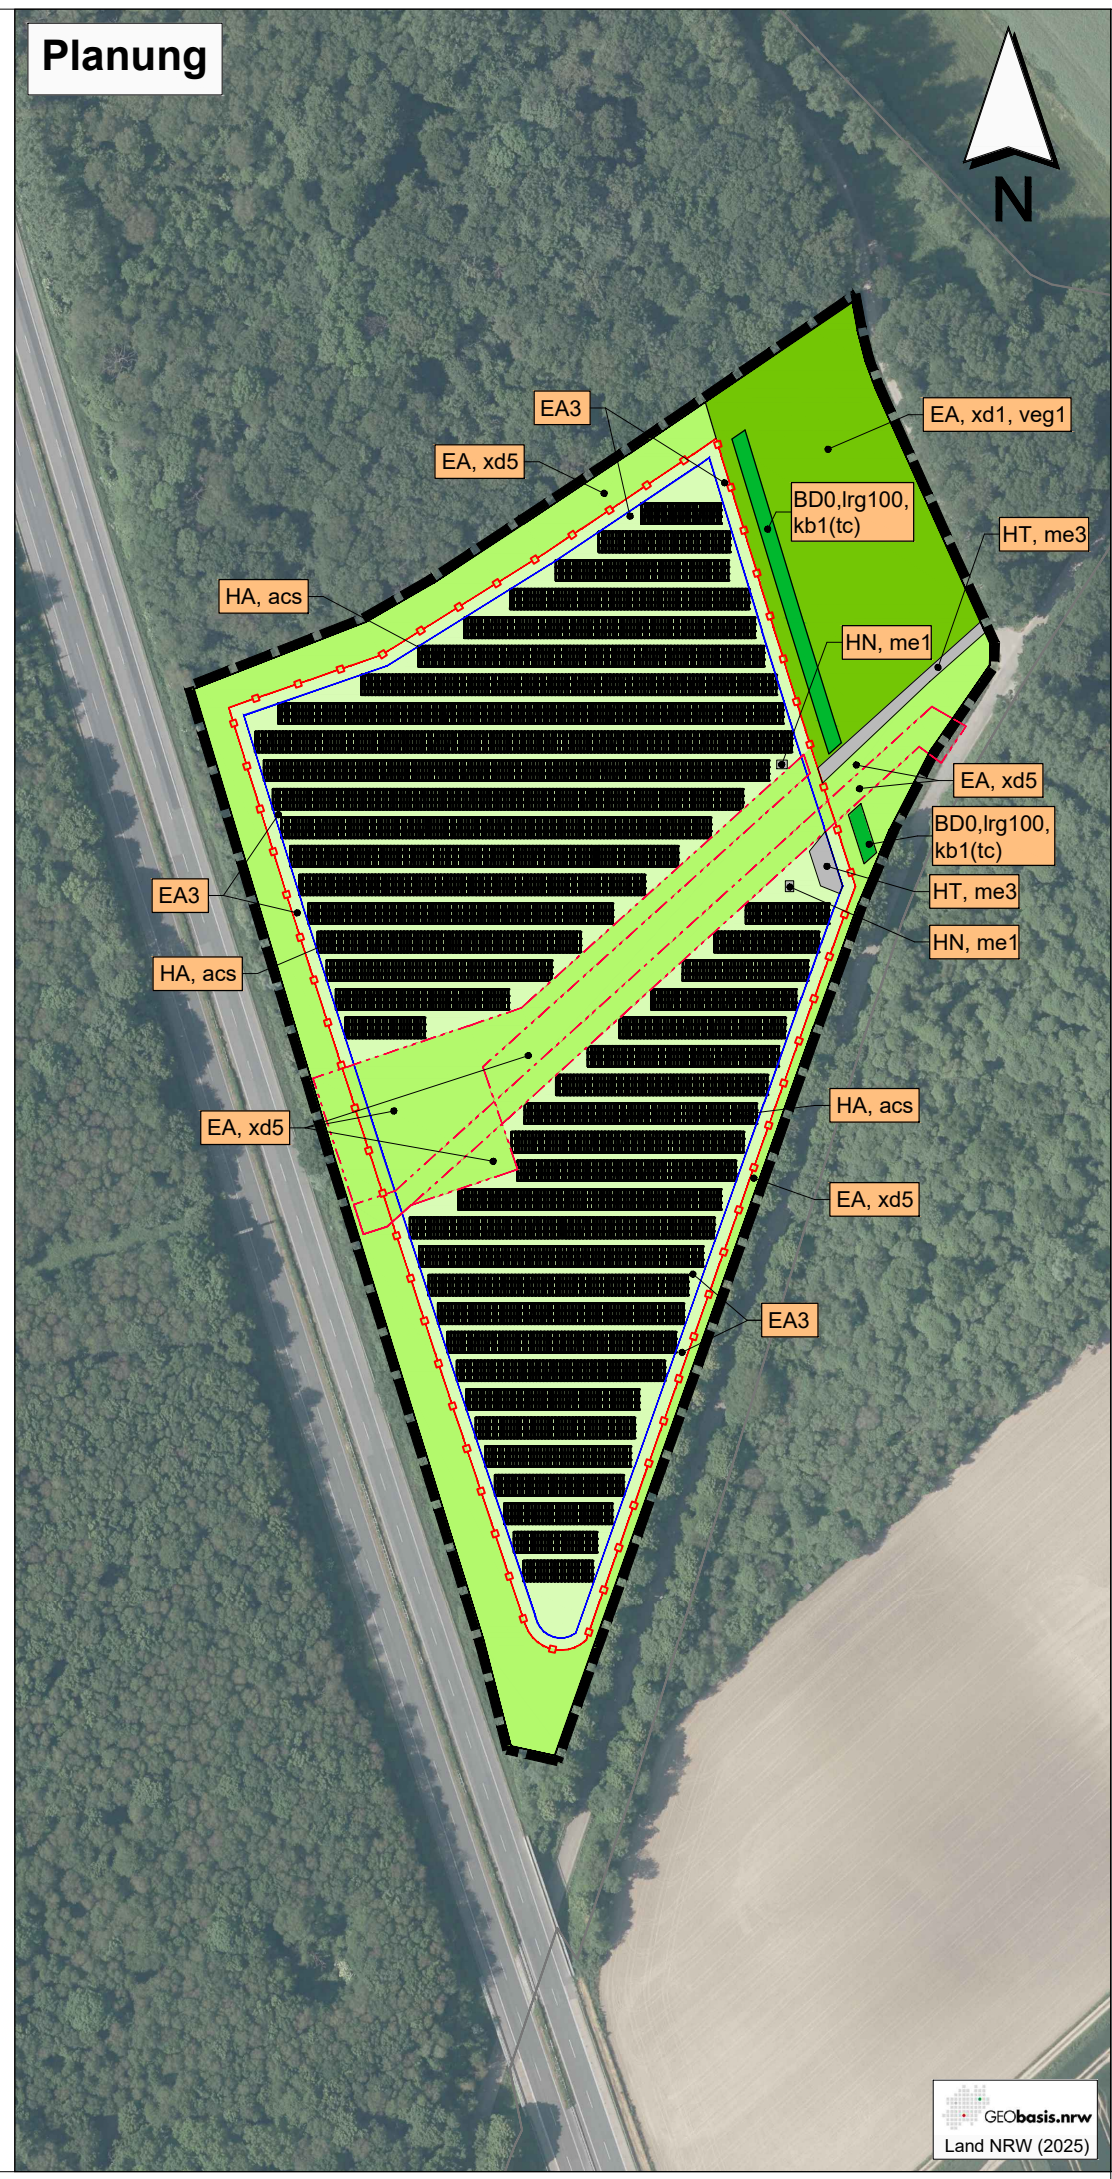 Planung
N
EA3
EA, xd1, veg1
EA, xd5
BD0,lrg100,
kb1(tc)
HT, me3
HA, acs
HN, me1
EA, xd5
BD0,lrg100,
kb1(tc)
EA3
HT, me3
HN, me1
HA, acs
HA, acs
EA, xd5
EA, xd5
EA3
GEObasis.nrw
Land NRW (2025)